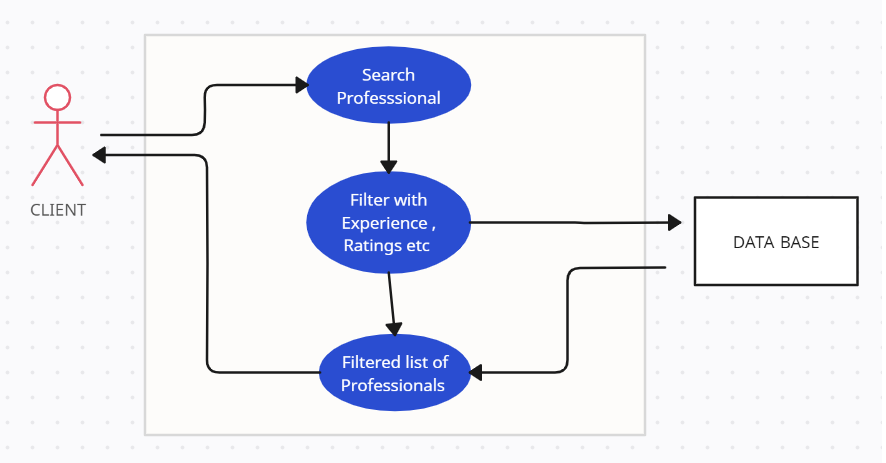 Search
Professsional
CLIENT
Filter with
Experience ,
Ratings etc
DATA BASE
Filtered list of
Professionals